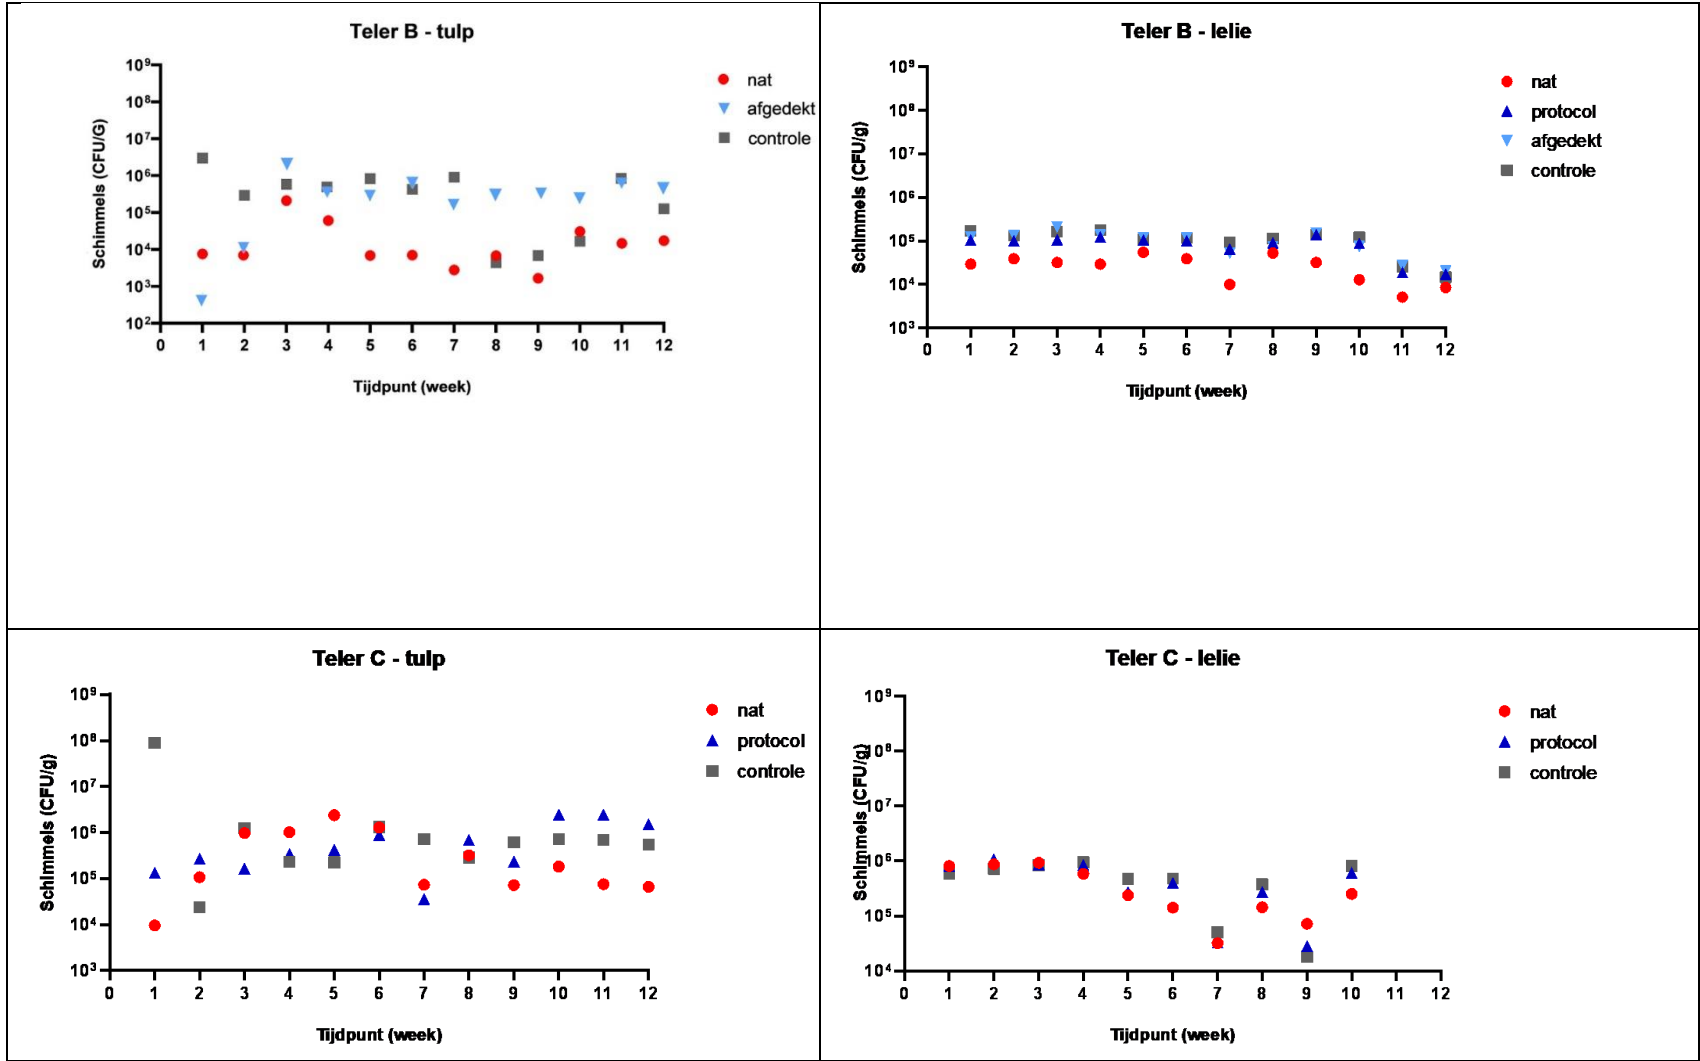 Teler B - tulp
10⁹
10⁸
10⁷
10⁶
10⁵
10⁴
10³
10²
Schimmels (CFU/G)
0 1 2 3 4 5 6 7 8 9 10 11 12
Tijdpunt (week)
nat
afgedekt
controle
Teler B - lelie
10⁹
10⁸
10⁷
10⁶
10⁵
10⁴
10³
Schimmels (CFU/g)
0 1 2 3 4 5 6 7 8 9 10 11 12
Tijdpunt (week)
nat
protocol
afgedekt
controle
Teler C - tulp
10⁹
10⁸
10⁷
10⁶
10⁵
10⁴
10³
Schimmels (CFU/g)
0 1 2 3 4 5 6 7 8 9 10 11 12
Tijdpunt (week)
nat
protocol
controle
Teler C - lelie
10⁹
10⁸
10⁷
10⁶
10⁵
10⁴
Schimmels (CFU/g)
0 1 2 3 4 5 6 7 8 9 10 11 12
Tijdpunt (week)
nat
protocol
controle